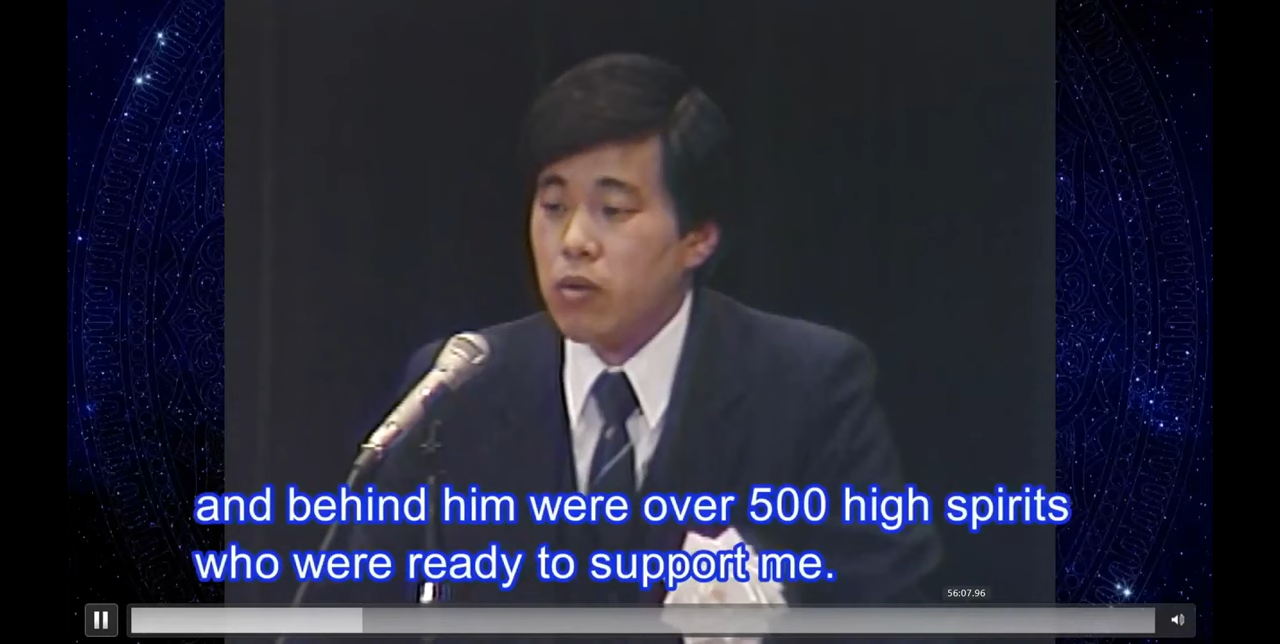 and behind him were over 500 high spirits
who were ready to support me.
56:07.96